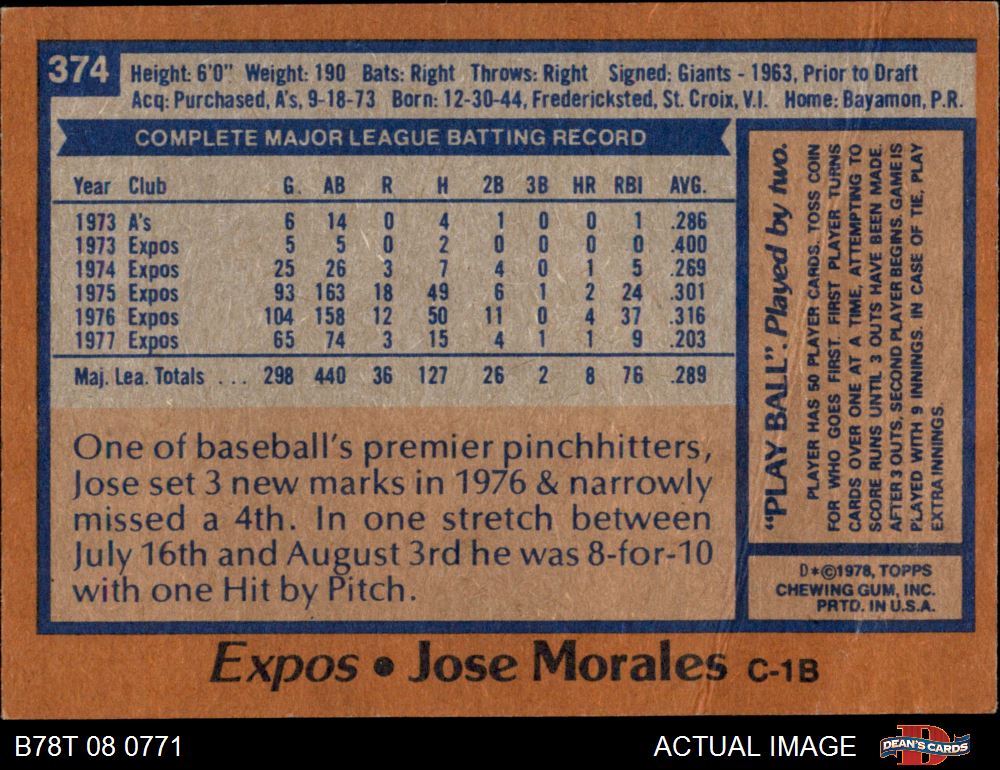 374
Height: 6'0" Weight: 190 Bats: Right Throws: Right Signed: Giants - 1963, Prior to Draft
Acq: Purchased, A's, 9-18-73 Born: 12-30-44, Fredericksted, St. Croix, V.I. Home: Bayamon, P.R.
COMPLETE MAJOR LEAGUE BATTING RECORD
Year Club G. AB R H 2B 3B HR RBI AVG.
1973 A's 6 14 0 4 1 0 0 1 .286
1973 Expos 5 5 0 2 0 0 0 0 .400
1974 Expos 25 26 3 7 4 0 1 5 .269
1975 Expos 93 163 18 49 6 1 2 24 .301
1976 Expos 104 158 12 50 11 0 4 37 .316
1977 Expos 65 74 3 15 4 1 1 9 .203
Maj. Lea. Totals ... 298 440 36 127 26 2 8 76 .289
One of baseball's premier pinchhitters,
Jose set 3 new marks in 1976 & narrowly
missed a 4th. In one stretch between
July 16th and August 3rd he was 8-for-10
with one Hit by Pitch.
"PLAY BALL". Played by two.
PLAYER HAS 50 PLAYER CARDS. TOSS COIN
FOR WHO GOES FIRST. FIRST PLAYER TURNS
CARDS OVER ONE AT A TIME, ATTEMPTING TO
SCORE RUNS UNTIL 3 OUTS HAVE BEEN MADE.
AFTER 3 OUTS, SECOND PLAYER BEGINS. GAME IS
PLAYED WITH 9 INNINGS. IN CASE OF TIE, PLAY
EXTRA INNINGS.
D*©1978, TOPPS
CHEWING GUM, INC.
PRTD. IN U.S.A.
Expos • Jose Morales C-1B
B78T 08 0771
ACTUAL IMAGE
D
DEAN'S CARDS